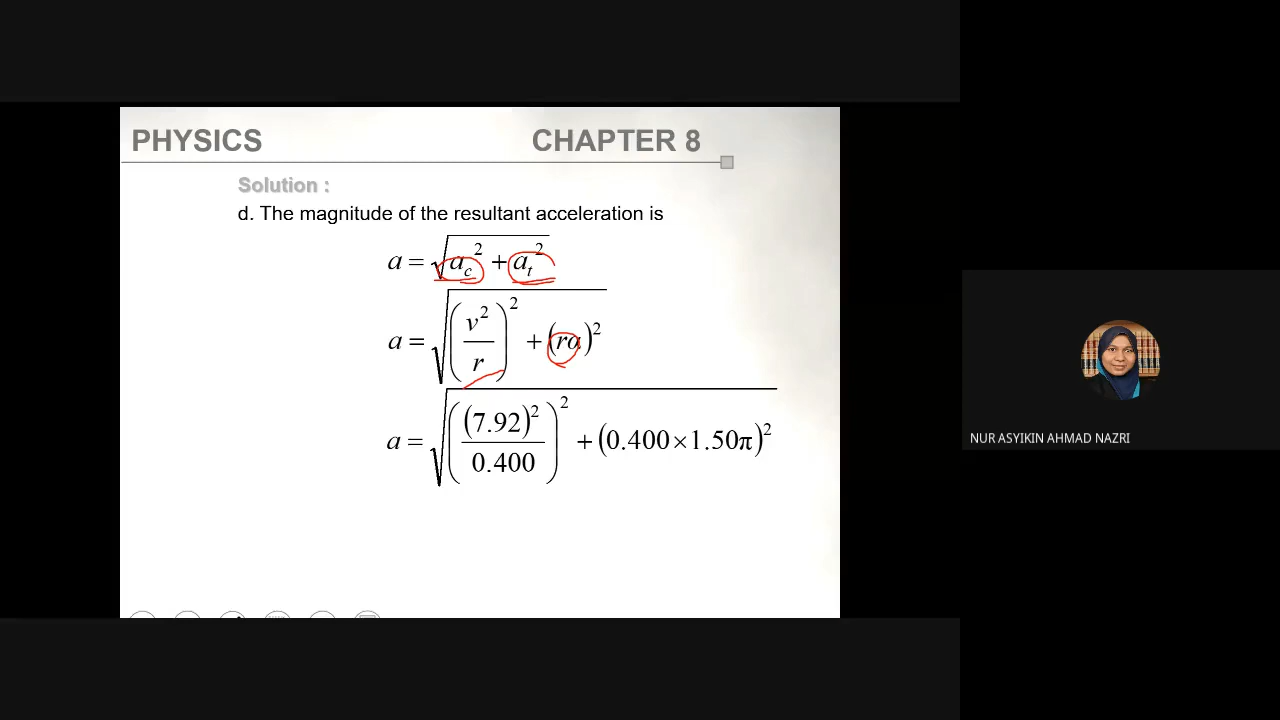 PHYSICS CHAPTER 8
Solution :
d. The magnitude of the resultant acceleration is
a = √(a_c² + a_t²)
a = √((v²/r)² + (rα)²)
a = √(((7.92)²/0.400)² + (0.400×1.50π)²)
NUR ASYIKIN AHMAD NAZRI